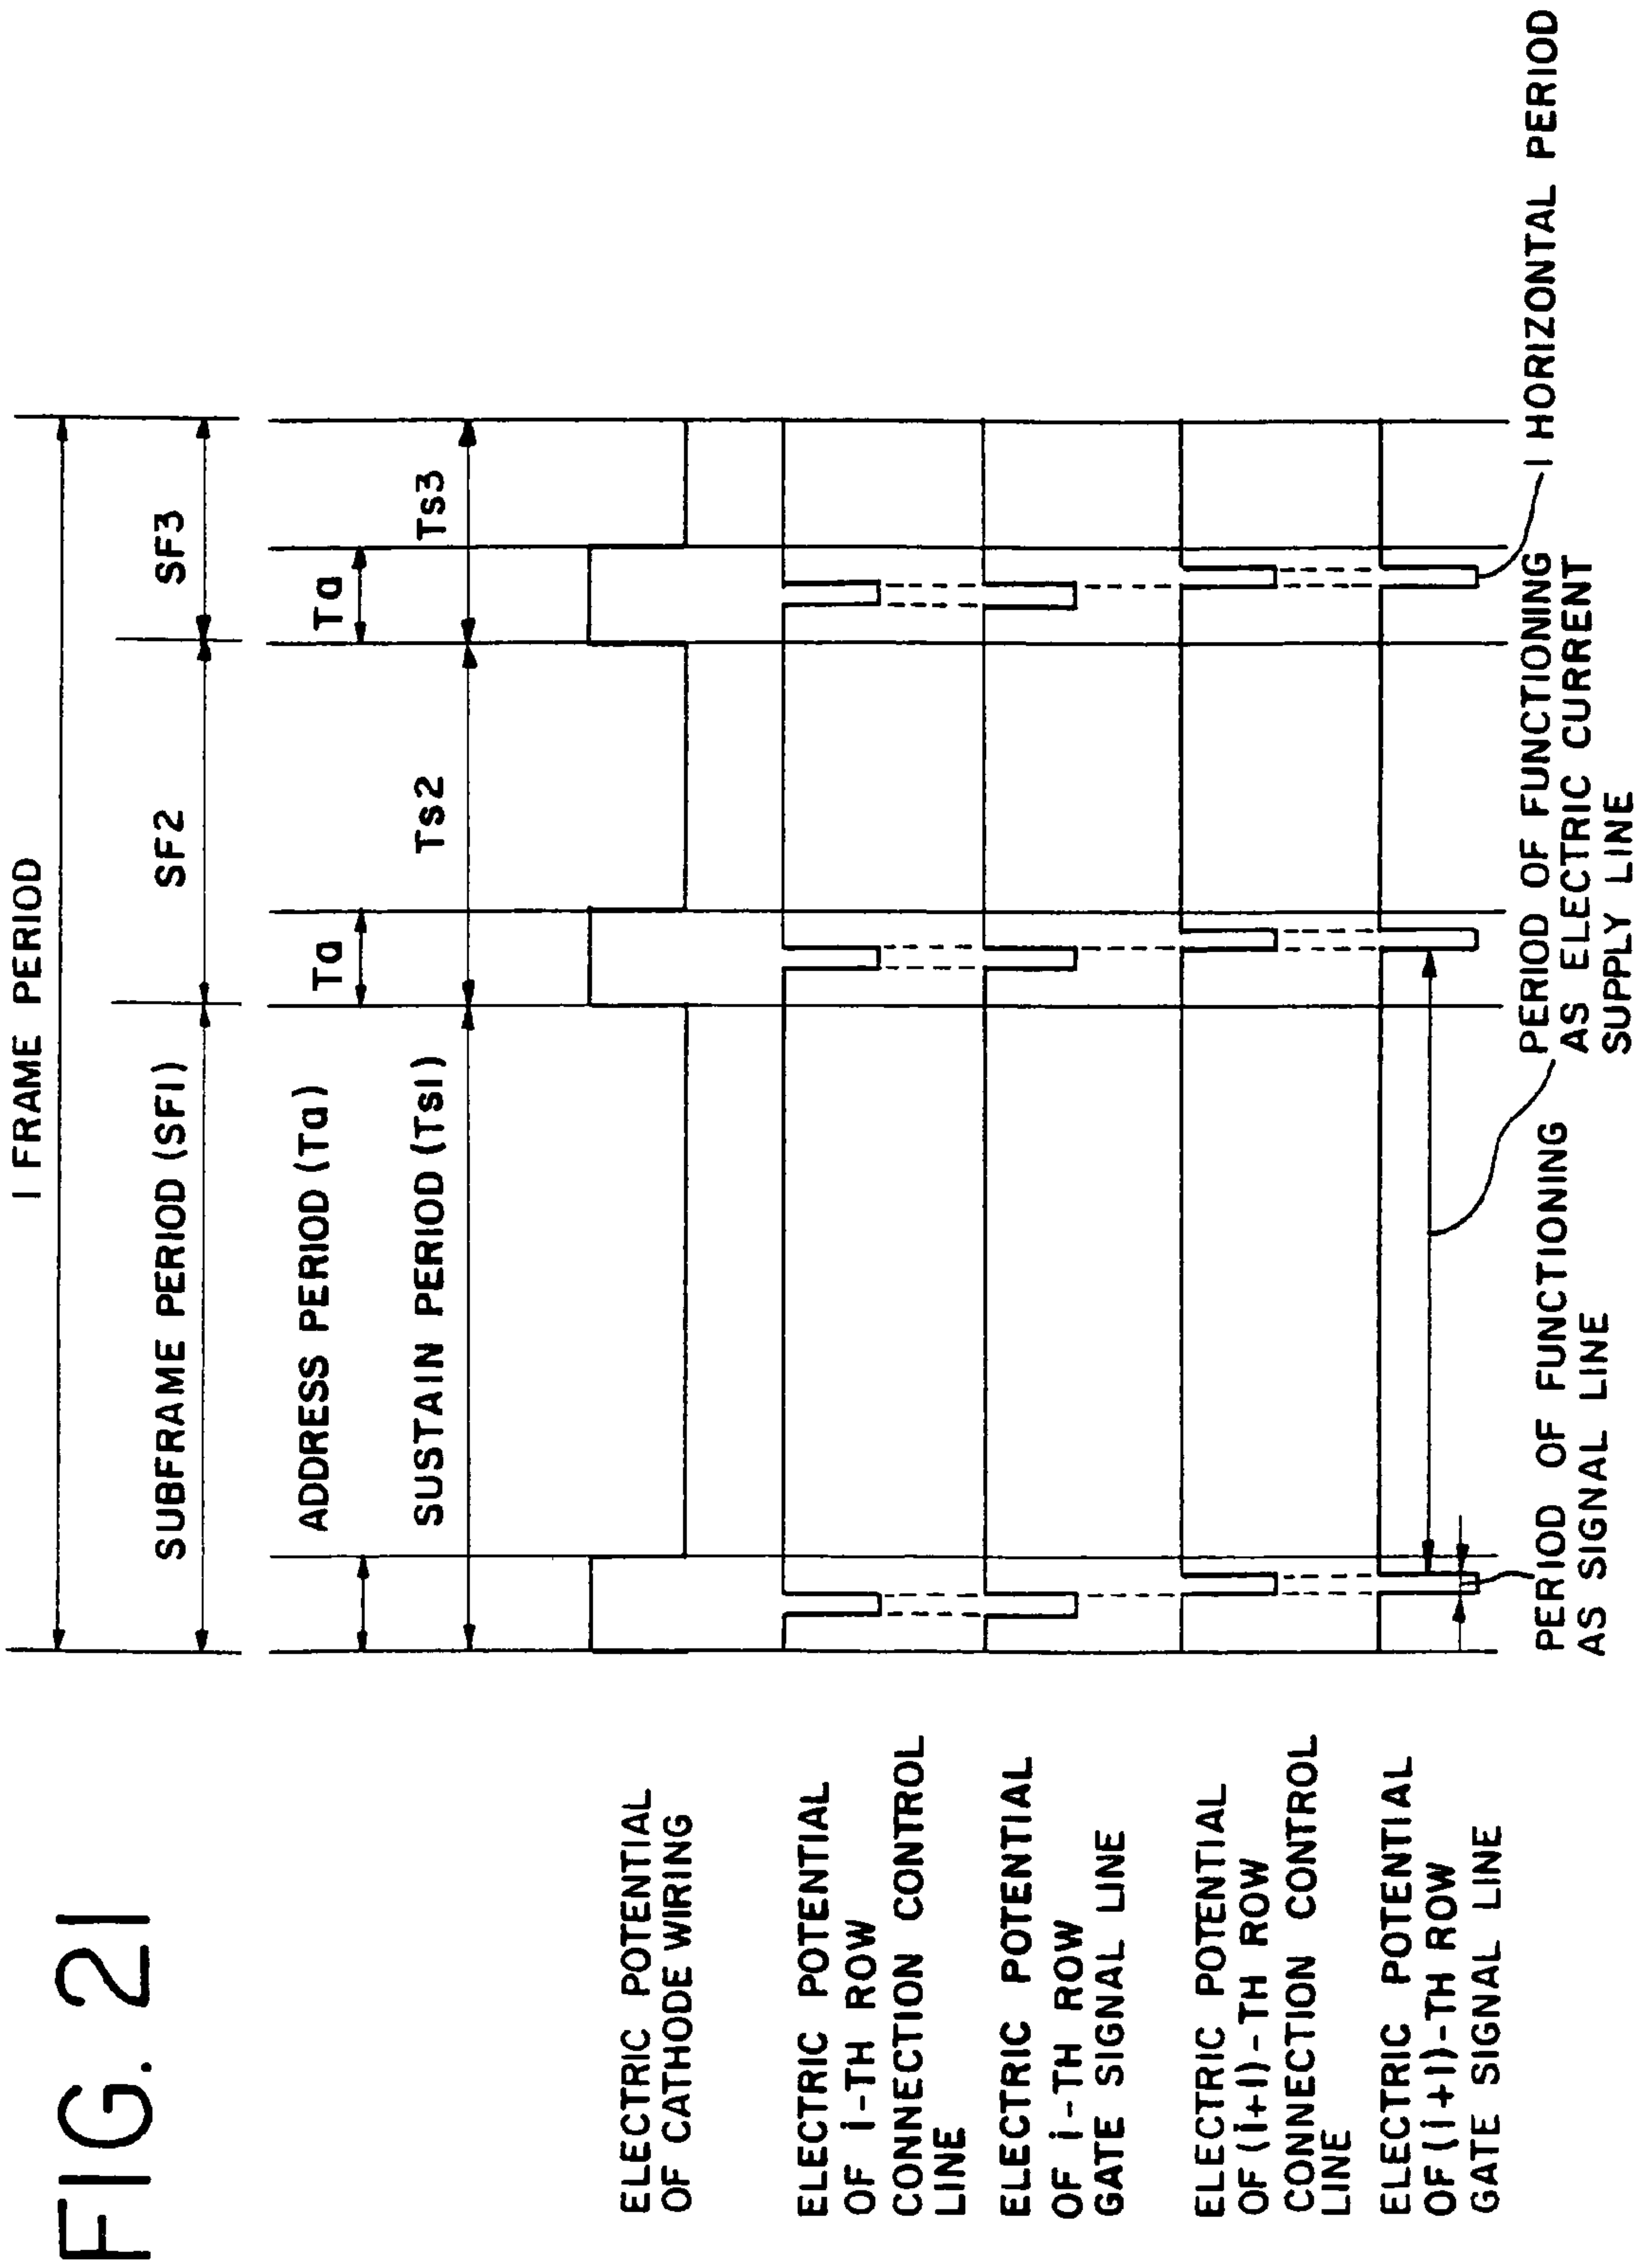 FIG. 21
1 FRAME PERIOD
SUBFRAME PERIOD (SF1)
SF2
SF3
ADDRESS PERIOD (Ta)
Ta
Ta
SUSTAIN PERIOD (Ts1)
Ts2
Ts3
ELECTRIC POTENTIAL
OF CATHODE WIRING
ELECTRIC POTENTIAL
OF i-TH ROW
CONNECTION CONTROL
LINE
ELECTRIC POTENTIAL
OF i-TH ROW
GATE SIGNAL LINE
ELECTRIC POTENTIAL
OF (i+1)-TH ROW
CONNECTION CONTROL
LINE
ELECTRIC POTENTIAL
OF (i+1)-TH ROW
GATE SIGNAL LINE
PERIOD OF FUNCTIONING
AS SIGNAL LINE
PERIOD OF FUNCTIONING
AS ELECTRIC CURRENT
SUPPLY LINE
1 HORIZONTAL PERIOD